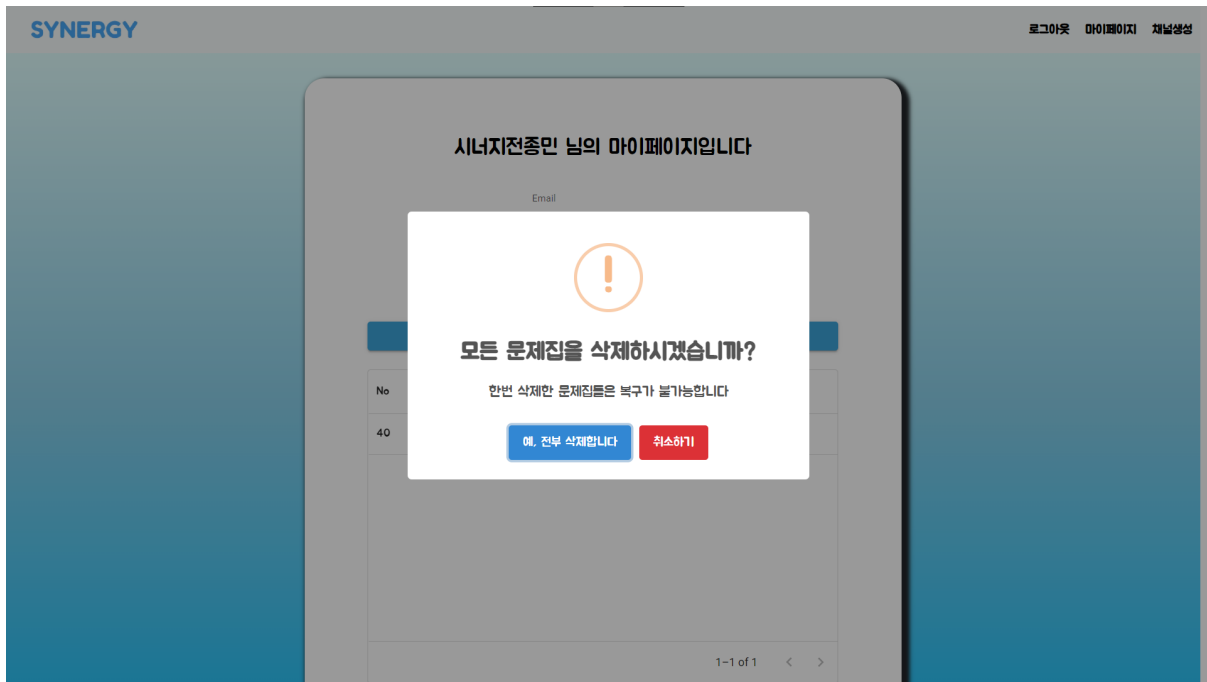 SYNERGY
로그아웃 마이페이지 채널생성
시너지전종민 님의 마이페이지입니다
Email
!
모든 문제집을 삭제하시겠습니까?
한번 삭제한 문제집들은 복구가 불가능합니다
예, 전부 삭제합니다 취소하기
No
40
1–1 of 1